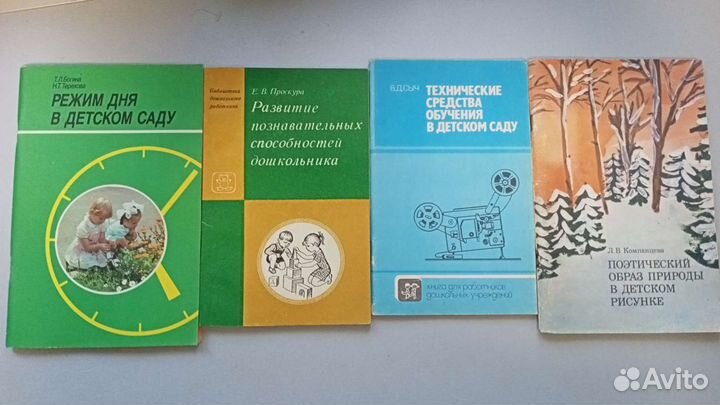 Т.Л.Богина
Н.Т.Терехова
РЕЖИМ ДНЯ
В ДЕТСКОМ САДУ
Библиотека
дошкольного
работника
Е. В. Проскура
Развитие
познавательных
способностей
дошкольника
В.Д.СЫЧ
ТЕХНИЧЕСКИЕ
СРЕДСТВА
ОБУЧЕНИЯ
В ДЕТСКОМ САДУ
книга для работников
дошкольных учреждений
Л. В. Компанцева
ПОЭТИЧЕСКИЙ
ОБРАЗ ПРИРОДЫ
В ДЕТСКОМ
РИСУНКЕ
Avito